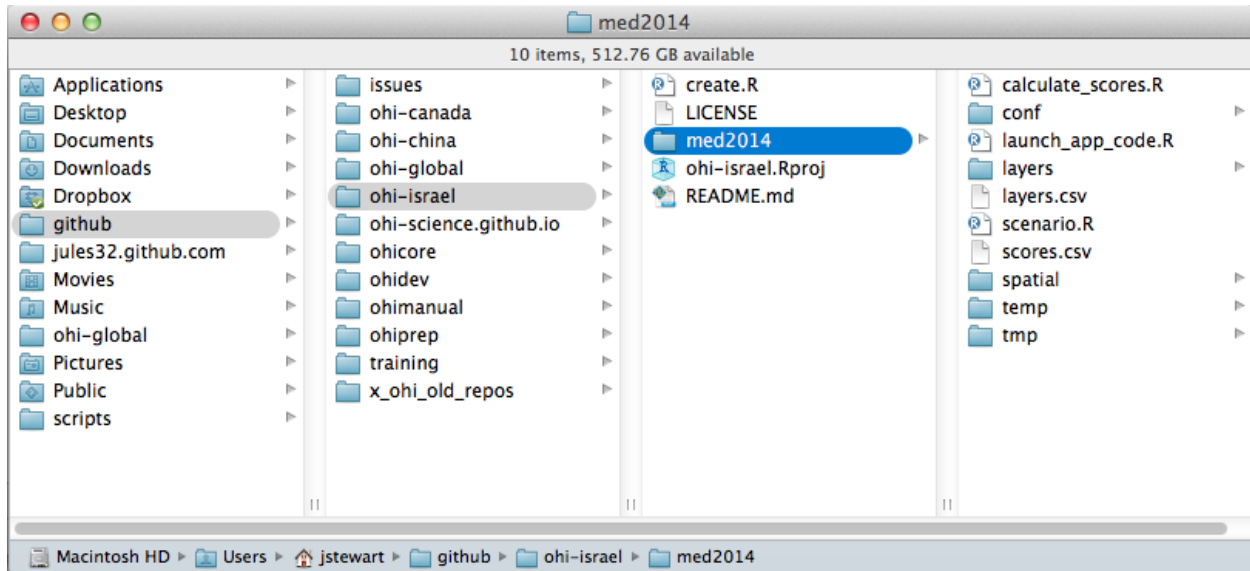 med2014
10 items, 512.76 GB available
Applications
Desktop
Documents
Downloads
Dropbox
github
jules32.github.com
Movies
Music
ohi-global
Pictures
Public
scripts
issues
ohi-canada
ohi-china
ohi-global
ohi-israel
ohi-science.github.io
ohicore
ohidev
ohimanual
ohiprep
training
x_ohi_old_repos
create.R
LICENSE
med2014
ohi-israel.Rproj
README.md
calculate_scores.R
conf
launch_app_code.R
layers
layers.csv
scenario.R
scores.csv
spatial
temp
tmp
Macintosh HD ▸ Users ▸ jstewart ▸ github ▸ ohi-israel ▸ med2014